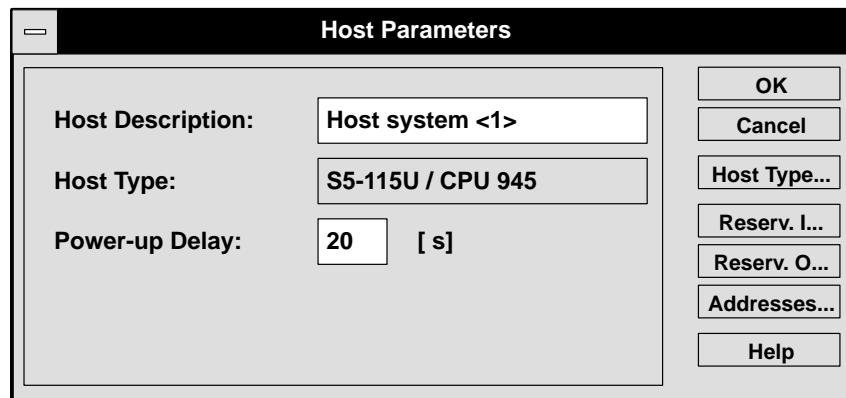 Host Parameters
Host Description: Host system <1>
Host Type: S5-115U / CPU 945
Power-up Delay: 20 [ s]
OK
Cancel
Host Type...
Reserv. I...
Reserv. O...
Addresses...
Help